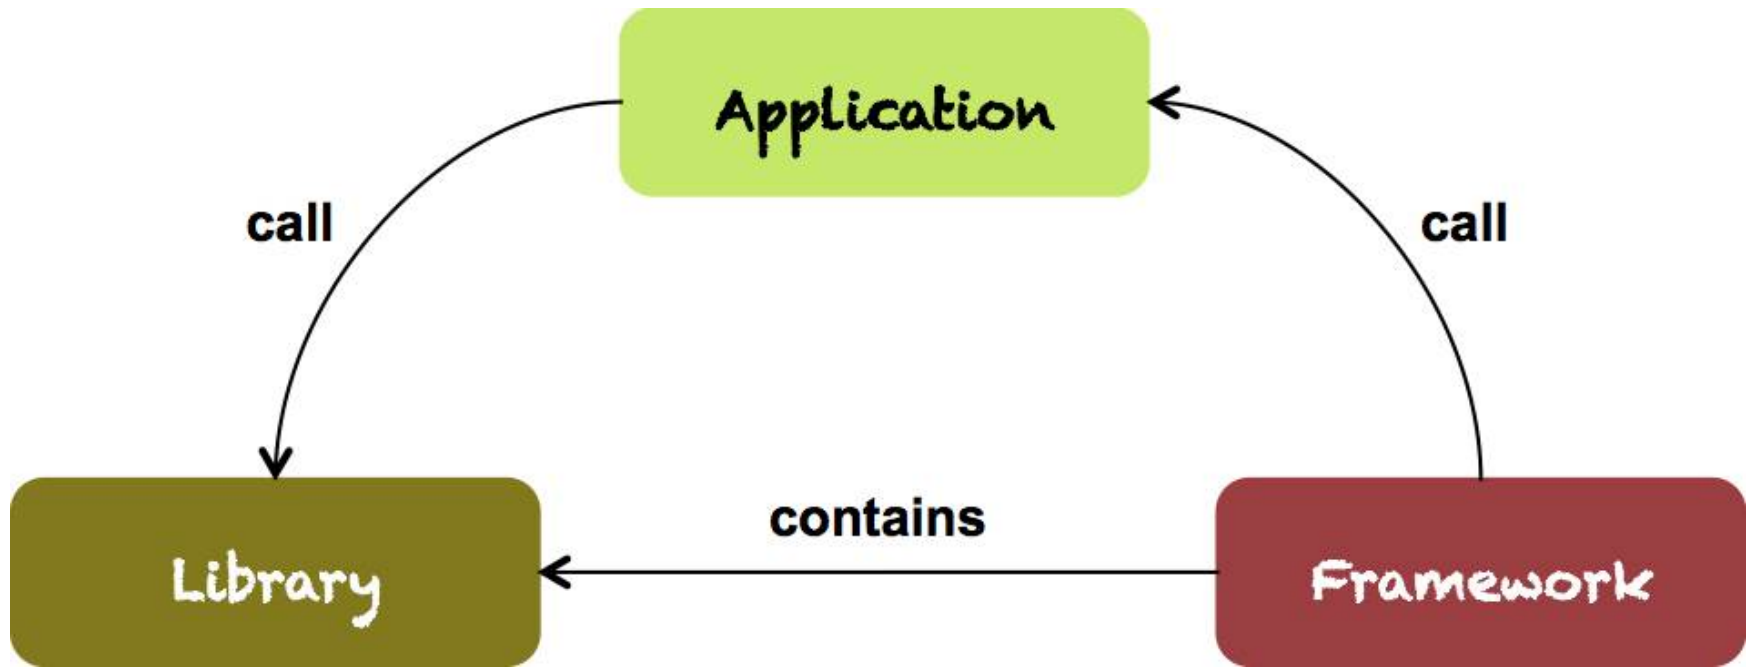 Application
call
call
contains
Library
Framework